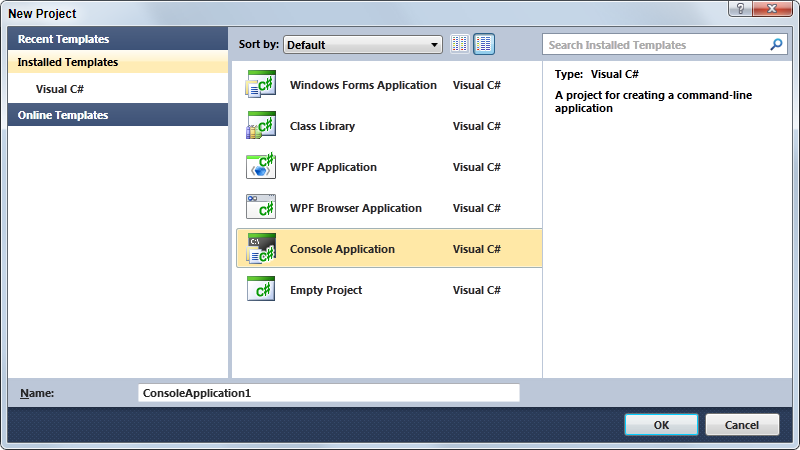 New Project
Recent Templates
Installed Templates
Visual C#
Online Templates
Sort by: Default
Search Installed Templates
Windows Forms Application Visual C#
Class Library Visual C#
WPF Application Visual C#
WPF Browser Application Visual C#
Console Application Visual C#
Empty Project Visual C#
Type: Visual C#
A project for creating a command-line
application
Name: ConsoleApplication1
OK Cancel